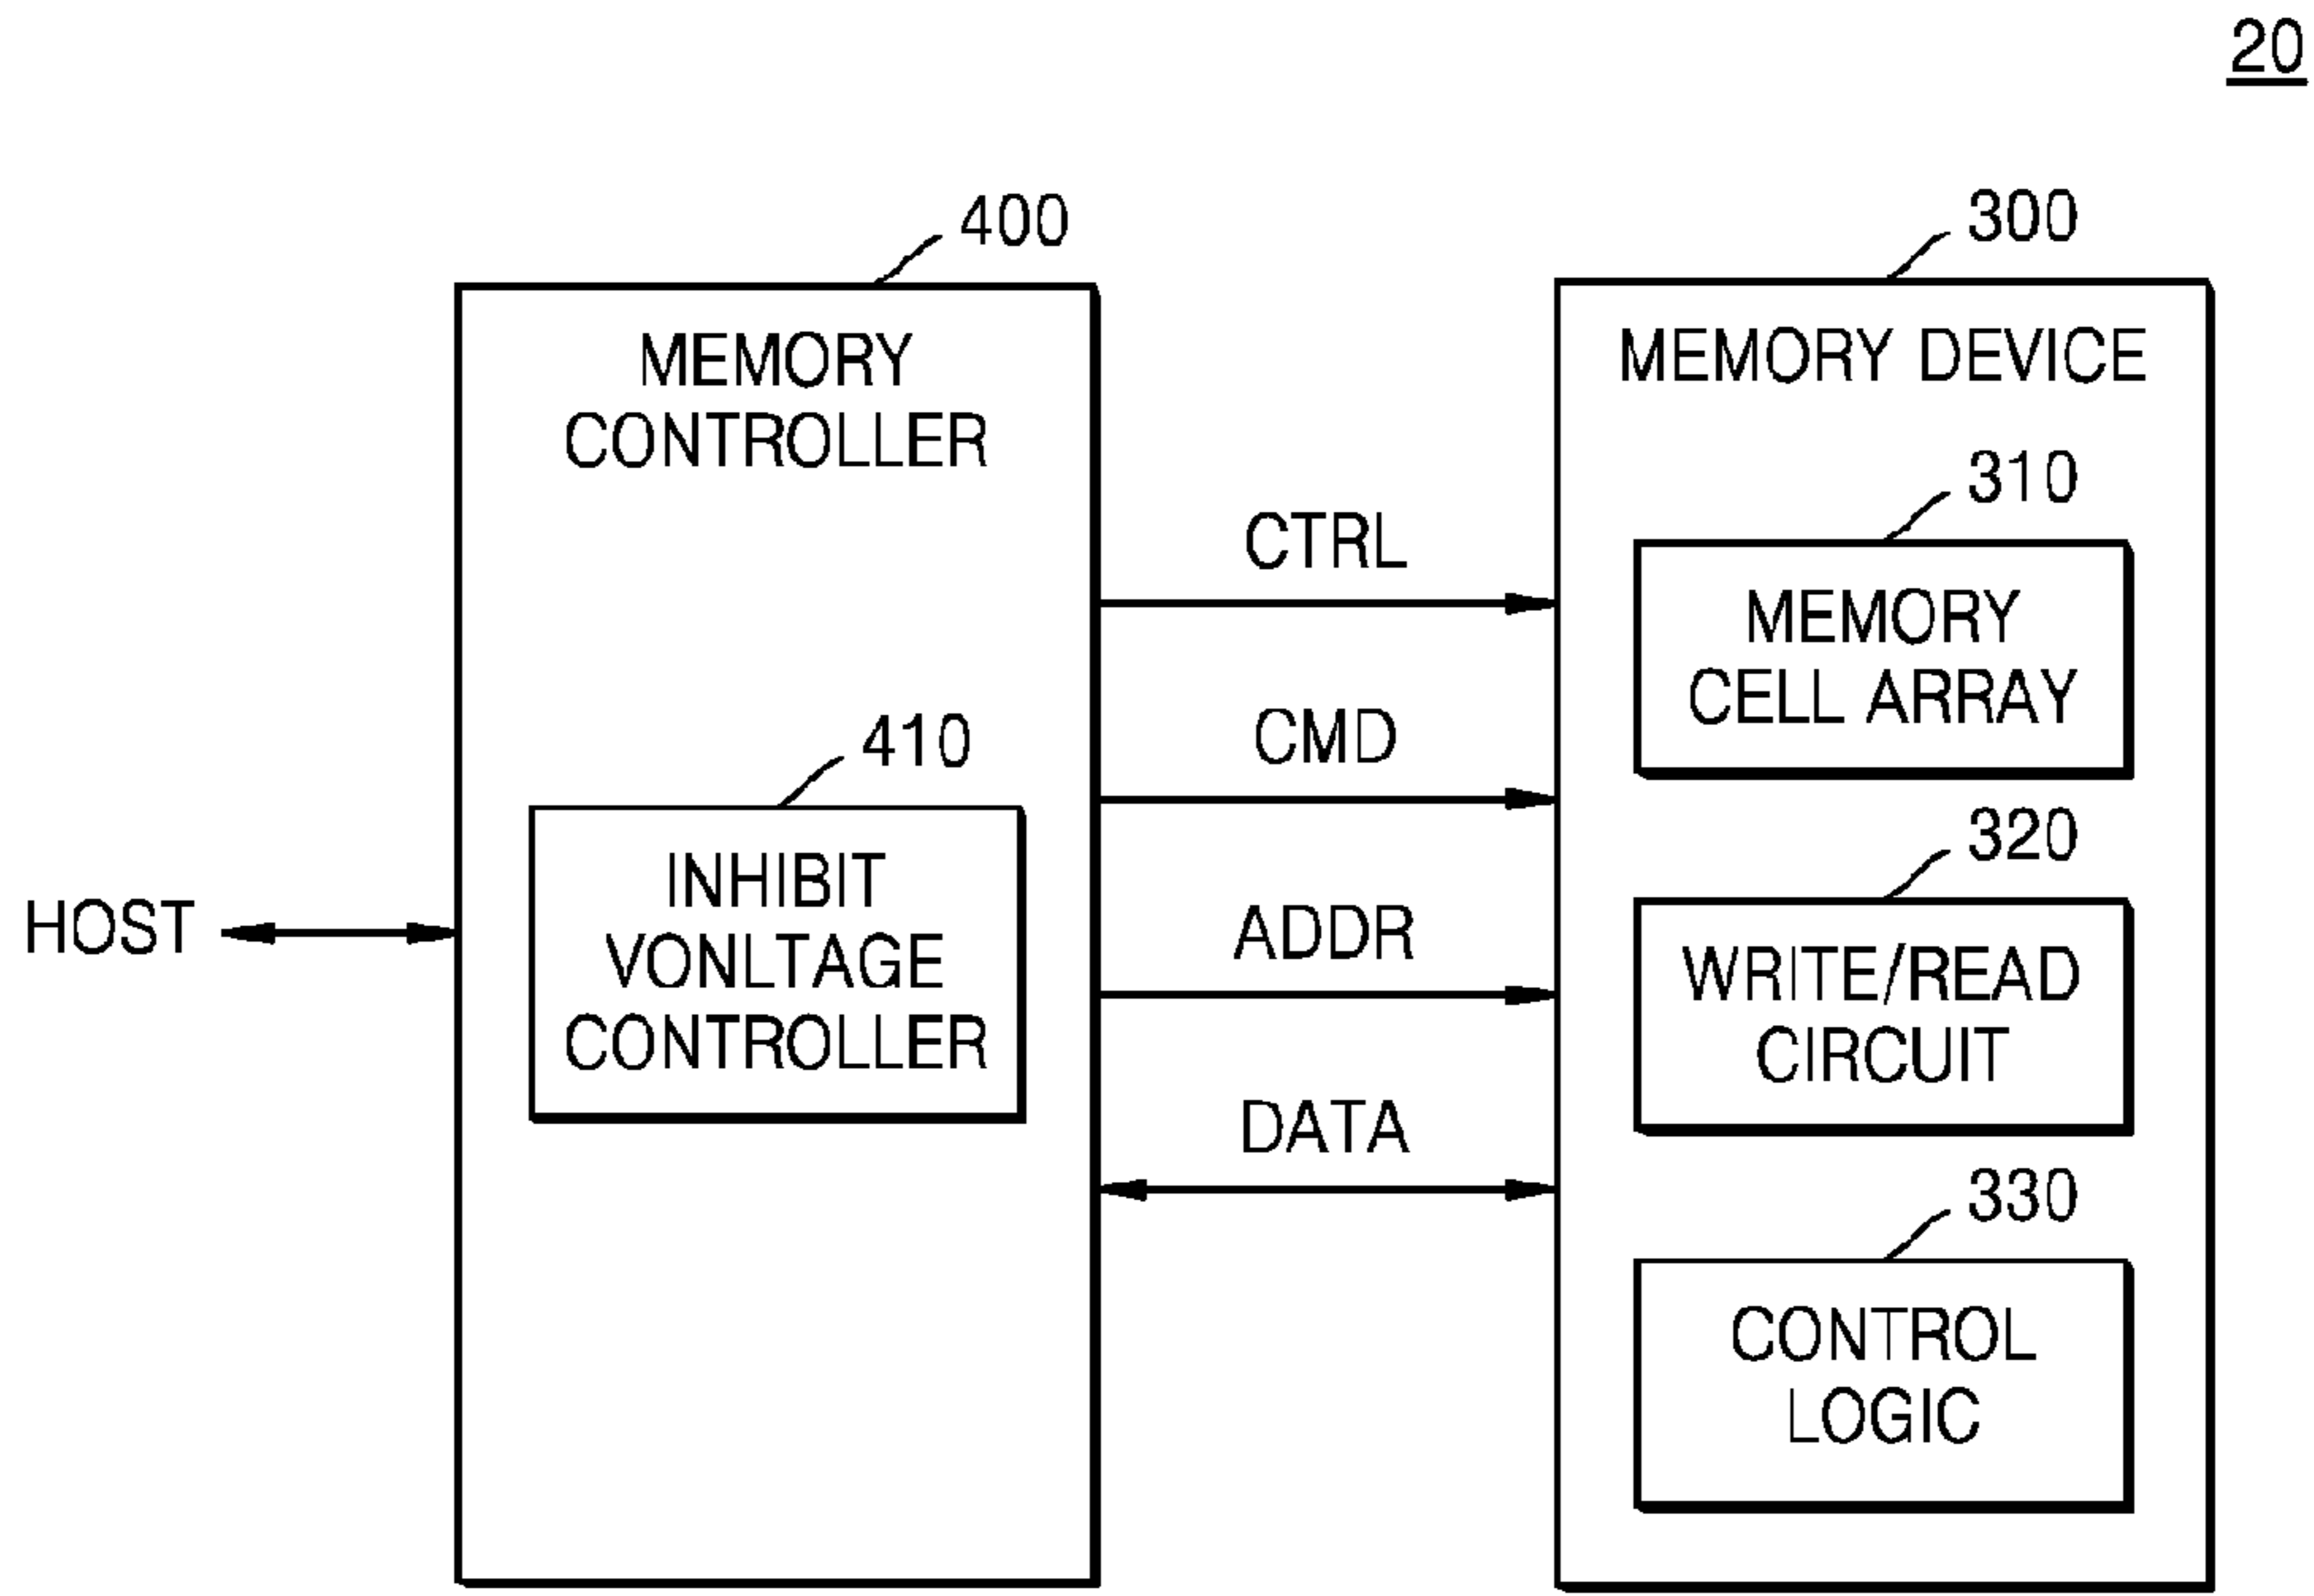 20
400
MEMORY
CONTROLLER
410
INHIBIT
VONLTAGE
CONTROLLER
HOST
CTRL
CMD
ADDR
DATA
300
MEMORY DEVICE
310
MEMORY
CELL ARRAY
320
WRITE/READ
CIRCUIT
330
CONTROL
LOGIC